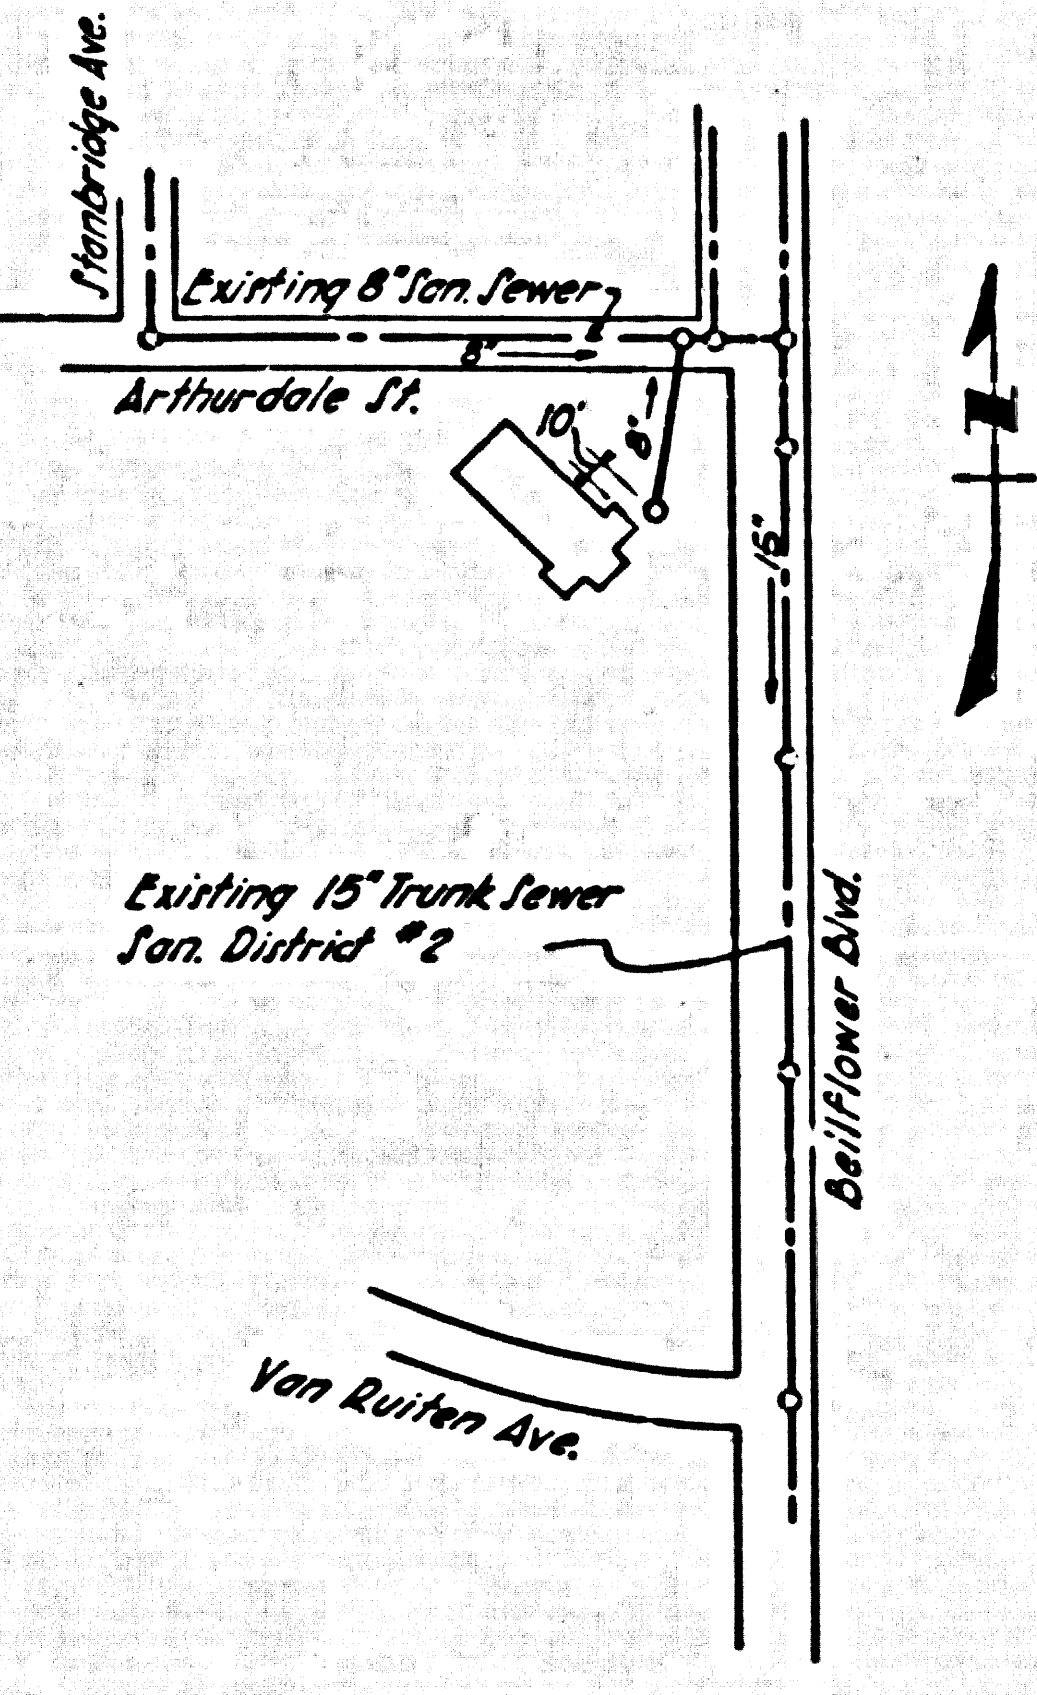 Stanbridge Ave.
Existing 8" San. Sewer
8"
Arthurdale St.
10'
8"
15"
N
Existing 15" Trunk Sewer
San. District #2
Bellflower Blvd.
Van Ruiten Ave.